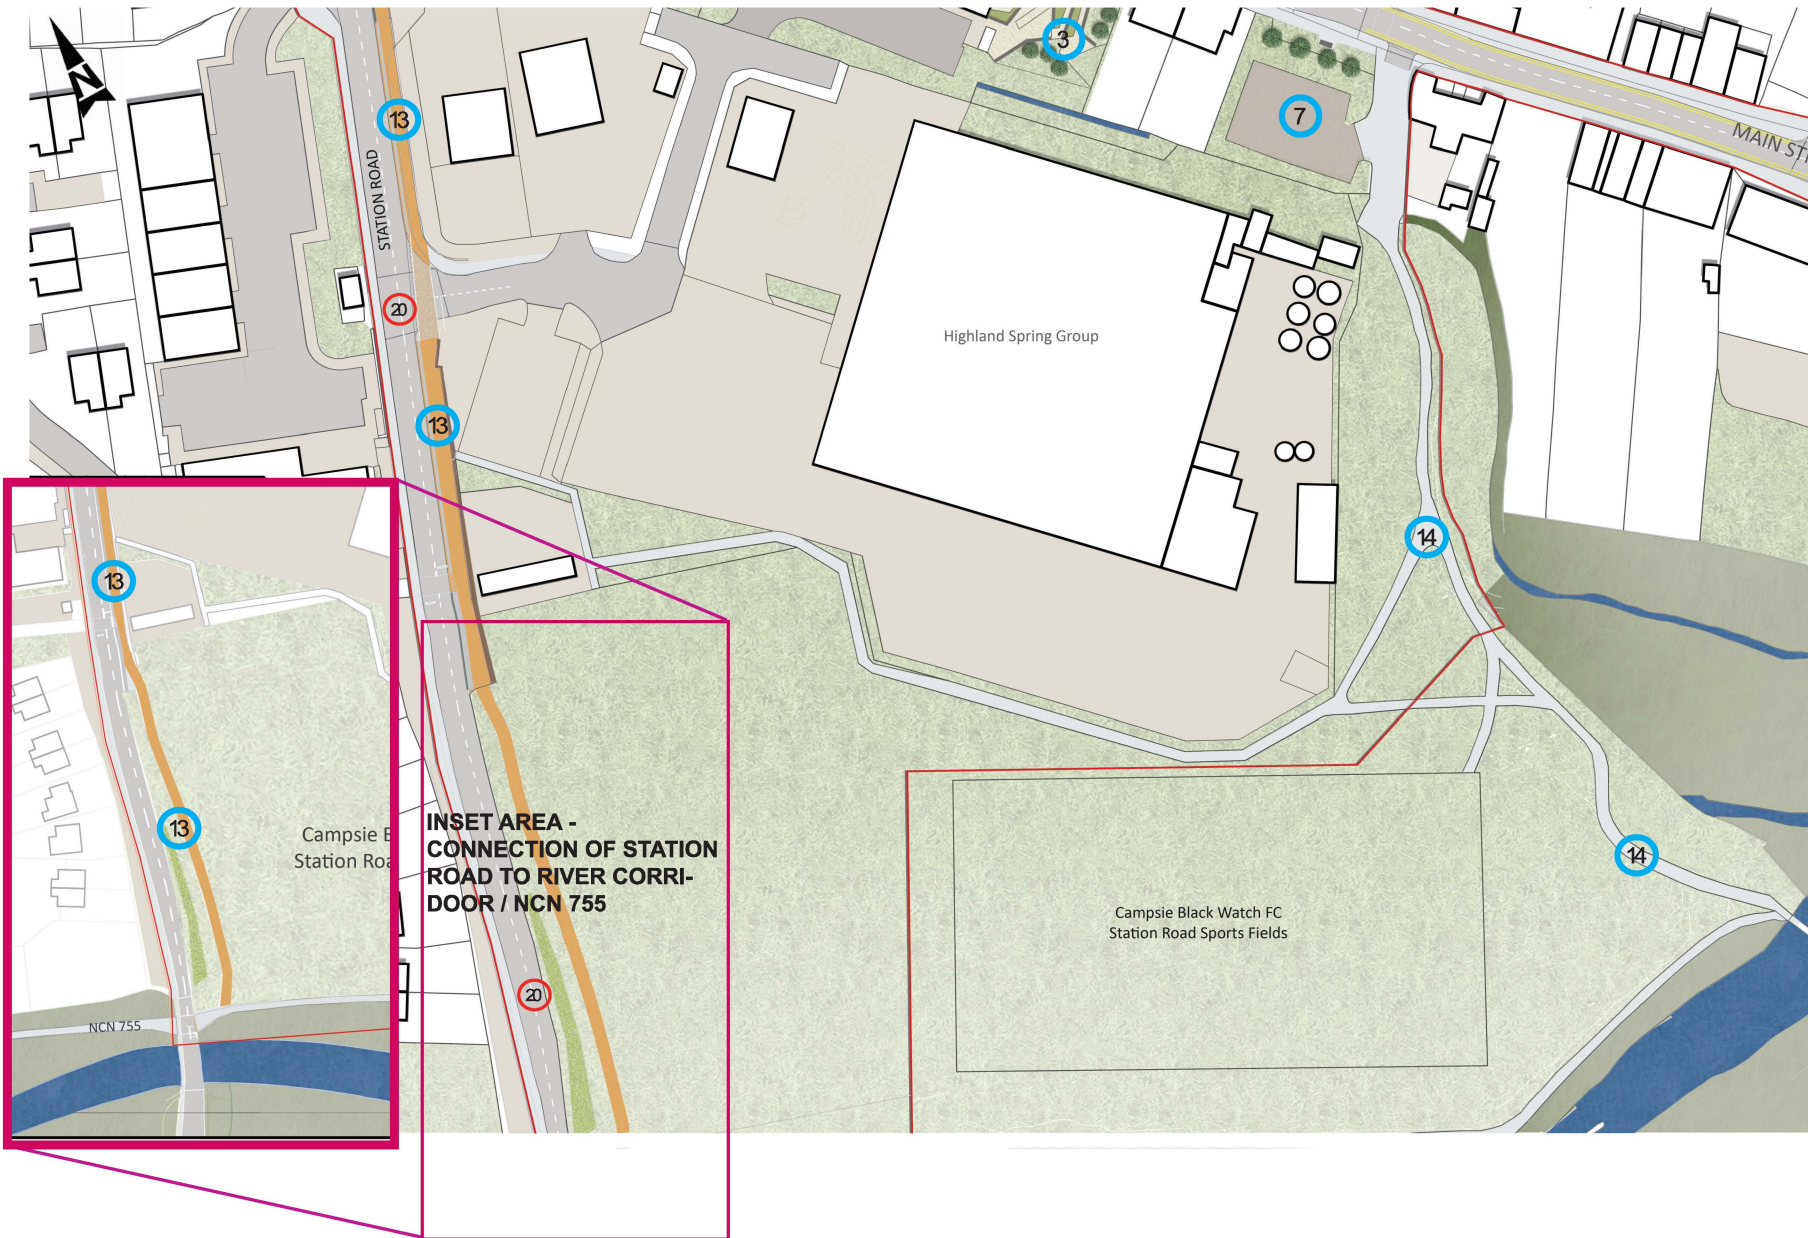 N
3
13
7
MAIN ST
STATION ROAD
20
Highland Spring Group
13
14
13
13
Campsie B
Station Roa
INSET AREA -
CONNECTION OF STATION
ROAD TO RIVER CORRI-
DOOR / NCN 755
14
Campsie Black Watch FC
Station Road Sports Fields
20
NCN 755